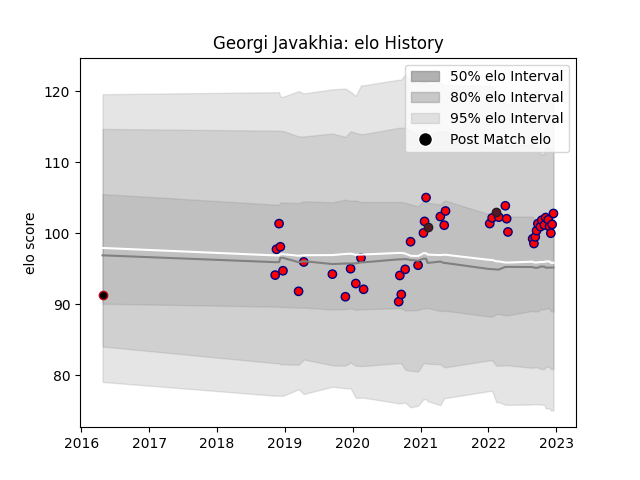 Georgi Javakhia: elo History
50% elo Interval
80% elo Interval
95% elo Interval
Post Match elo
elo score
120
110
100
90
80
2016 2017 2018 2019 2020 2021 2022 2023